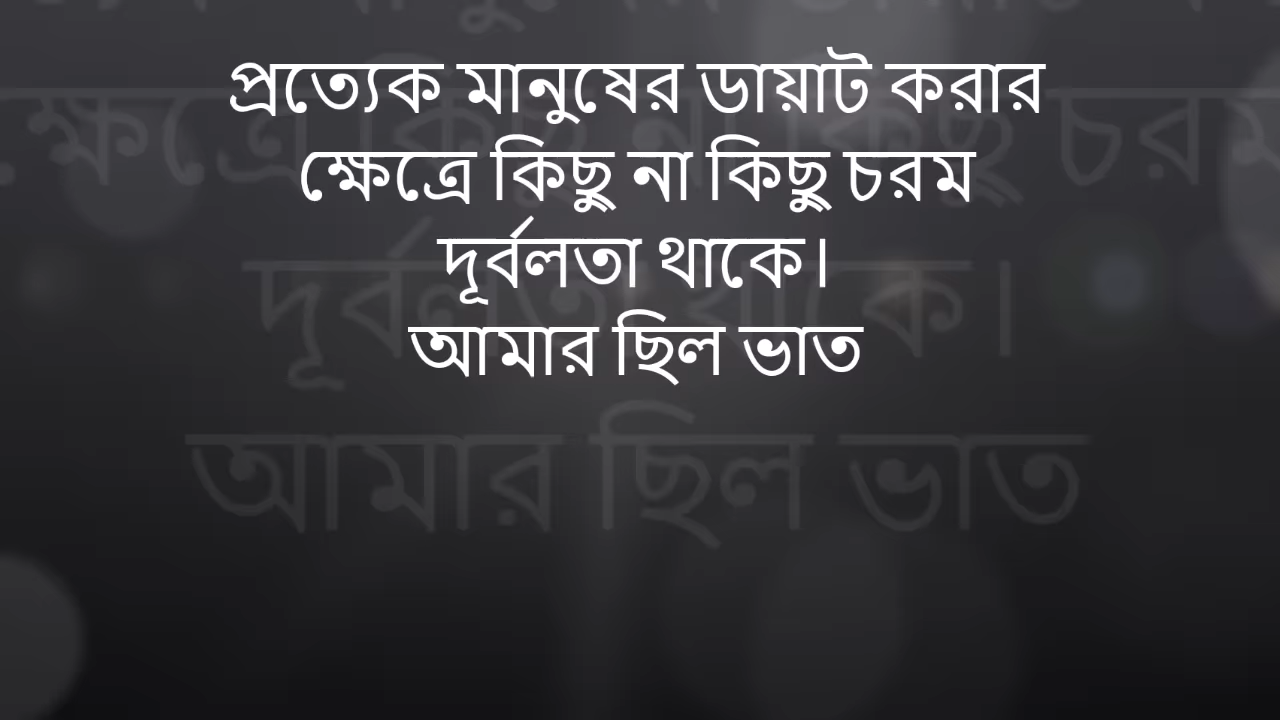 প্রত্যেক মানুষের ডায়াট করার
ক্ষেত্রে কিছু না কিছু চরম
দূর্বলতা থাকে।
আমার ছিল ভাত